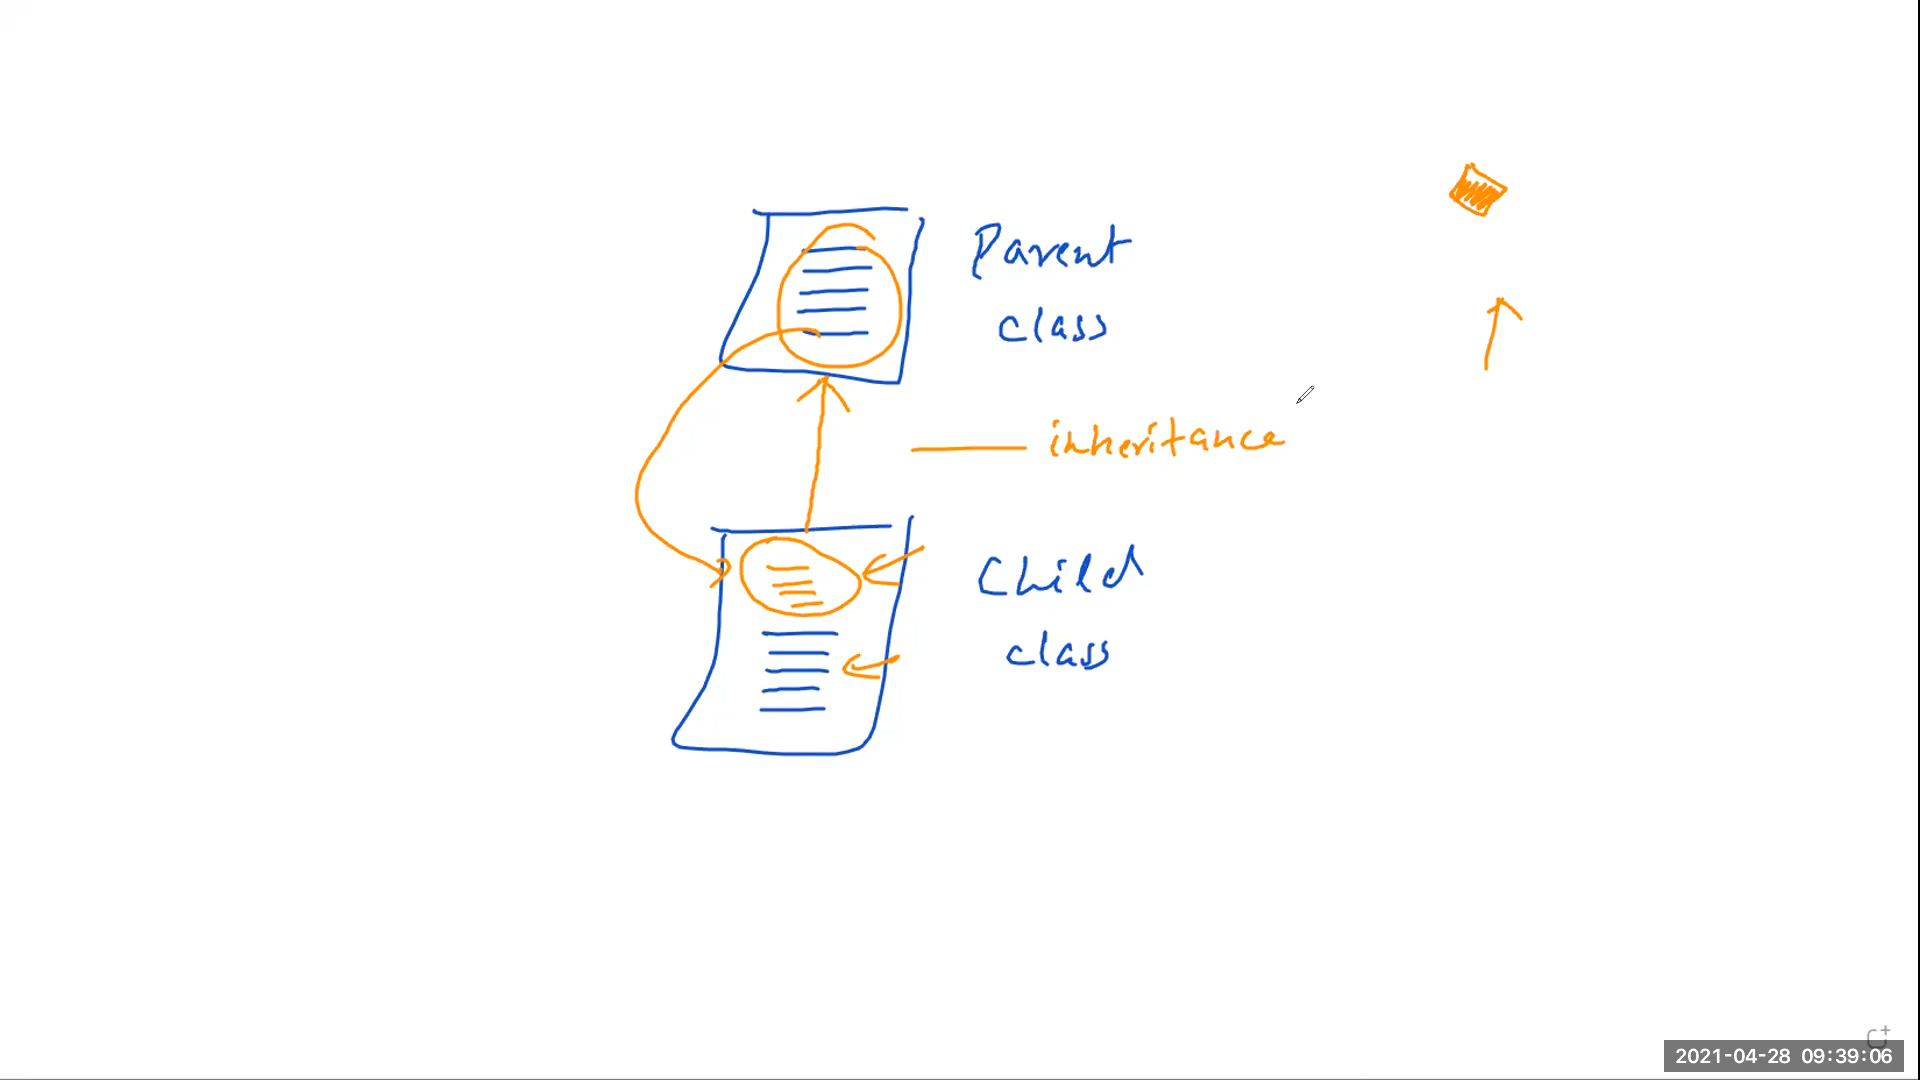 Parent
class
inheritance
Child
class
2021-04-28 09:39:06